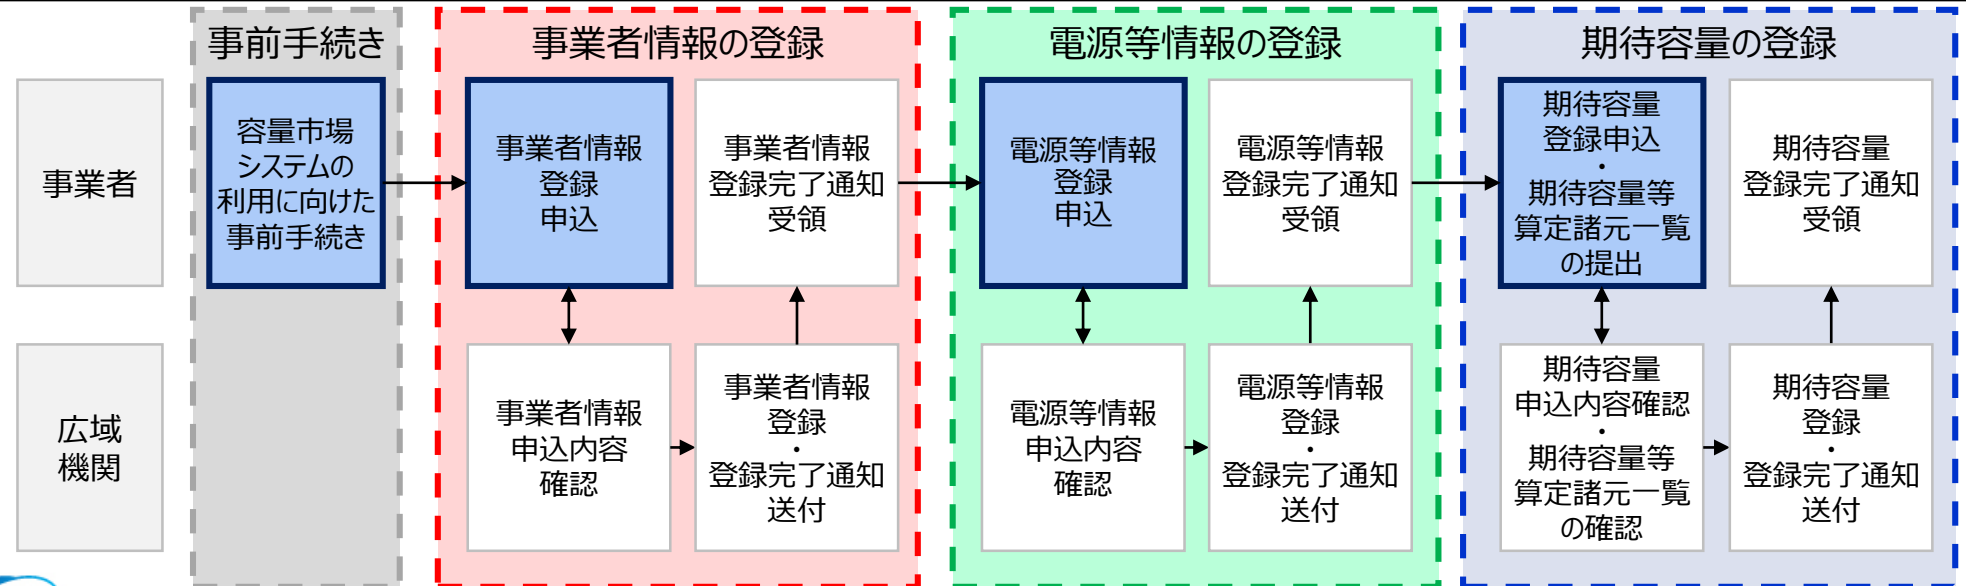 事前手続き
事業者情報の登録
電源等情報の登録
期待容量の登録
事業者
容量市場
システムの
利用に向けた
事前手続き
事業者情報
登録
申込
事業者情報
登録完了通知
受領
電源等情報
登録
申込
電源等情報
登録完了通知
受領
期待容量
登録申込
・
期待容量等
算定諸元一覧
の提出
期待容量
登録完了通知
受領
広域
機関
事業者情報
申込内容
確認
事業者情報
登録
・
登録完了通知
送付
電源等情報
申込内容
確認
電源等情報
登録
・
登録完了通知
送付
期待容量
申込内容確認
・
期待容量等
算定諸元一覧
の確認
期待容量
登録
・
登録完了通知
送付